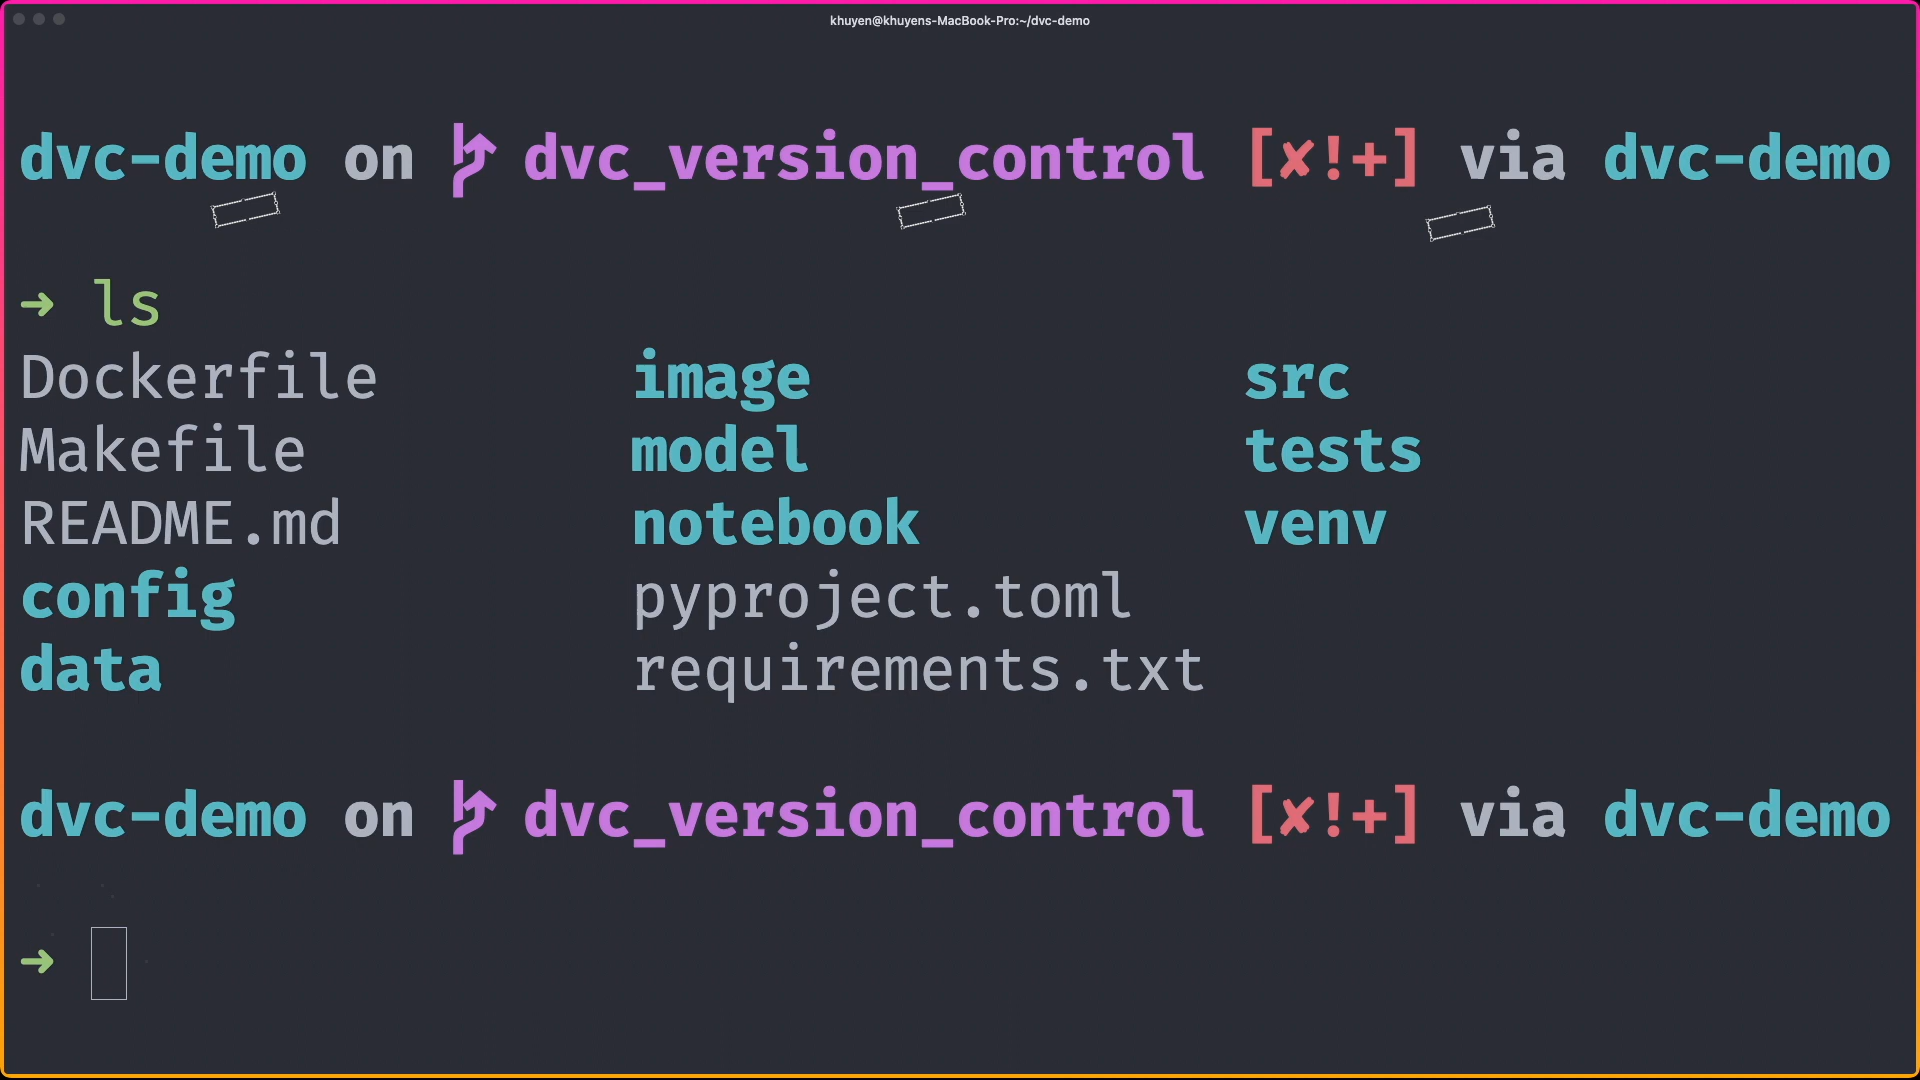 khuyen@khuyens-MacBook-Pro:~/dvc-demo
dvc-demo on dvc_version_control [✘!+] via dvc-demo
➜ ls
Dockerfile image src
Makefile model tests
README.md notebook venv
config pyproject.toml
data requirements.txt
dvc-demo on dvc_version_control [✘!+] via dvc-demo
➜